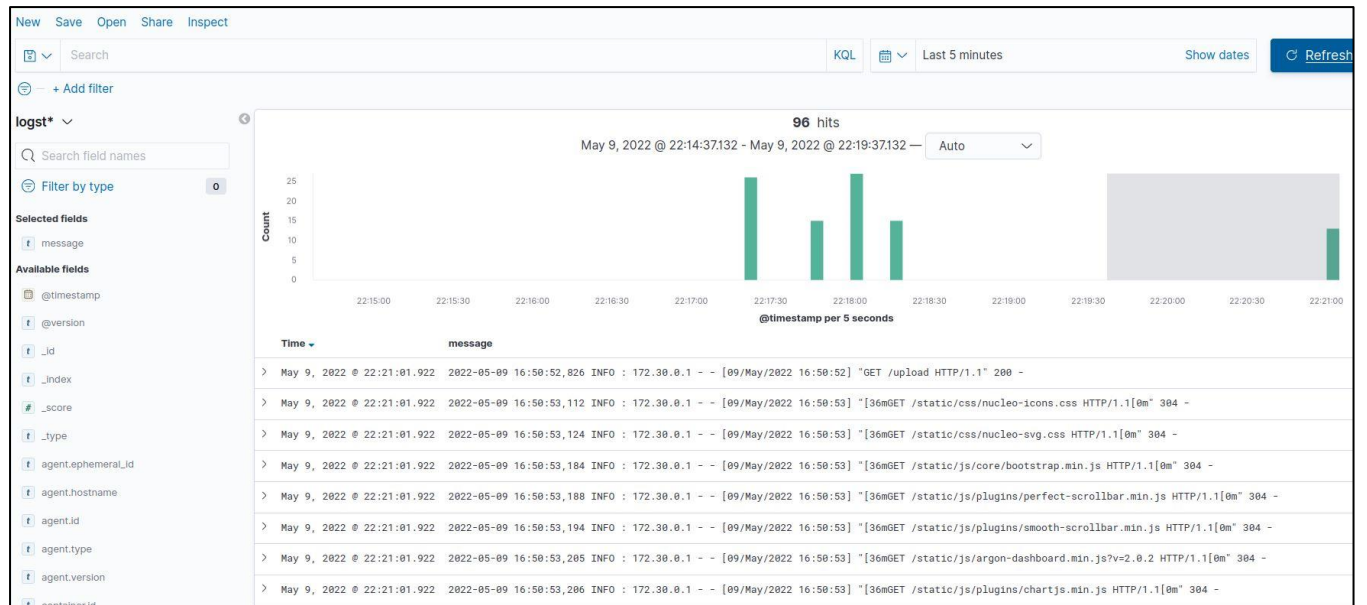 New Save Open Share Inspect
Search KQL Last 5 minutes Show dates Refresh
+ Add filter
logst*
Search field names
Filter by type 0
Selected fields
t message
Available fields
@timestamp
t @version
t _id
t _index
# _score
t _type
t agent.ephemeral_id
t agent.hostname
t agent.id
t agent.type
t agent.version
96 hits
May 9, 2022 @ 22:14:37.132 - May 9, 2022 @ 22:19:37.132 — Auto
Count
25
20
15
10
5
0
22:15:00 22:15:30 22:16:00 22:16:30 22:17:00 22:17:30 22:18:00 22:18:30 22:19:00 22:19:30 22:20:00 22:20:30 22:21:00
@timestamp per 5 seconds
Time message
May 9, 2022 @ 22:21:01.922 2022-05-09 16:50:52,826 INFO : 172.30.0.1 - - [09/May/2022 16:50:52] "GET /upload HTTP/1.1" 200 -
May 9, 2022 @ 22:21:01.922 2022-05-09 16:50:53,112 INFO : 172.30.0.1 - - [09/May/2022 16:50:53] "[36mGET /static/css/nucleo-icons.css HTTP/1.1[0m" 304 -
May 9, 2022 @ 22:21:01.922 2022-05-09 16:50:53,124 INFO : 172.30.0.1 - - [09/May/2022 16:50:53] "[36mGET /static/css/nucleo-svg.css HTTP/1.1[0m" 304 -
May 9, 2022 @ 22:21:01.922 2022-05-09 16:50:53,184 INFO : 172.30.0.1 - - [09/May/2022 16:50:53] "[36mGET /static/js/core/bootstrap.min.js HTTP/1.1[0m" 304 -
May 9, 2022 @ 22:21:01.922 2022-05-09 16:50:53,188 INFO : 172.30.0.1 - - [09/May/2022 16:50:53] "[36mGET /static/js/plugins/perfect-scrollbar.min.js HTTP/1.1[0m" 304 -
May 9, 2022 @ 22:21:01.922 2022-05-09 16:50:53,194 INFO : 172.30.0.1 - - [09/May/2022 16:50:53] "[36mGET /static/js/plugins/smooth-scrollbar.min.js HTTP/1.1[0m" 304 -
May 9, 2022 @ 22:21:01.922 2022-05-09 16:50:53,205 INFO : 172.30.0.1 - - [09/May/2022 16:50:53] "[36mGET /static/js/argon-dashboard.min.js?v=2.0.2 HTTP/1.1[0m" 304 -
May 9, 2022 @ 22:21:01.922 2022-05-09 16:50:53,206 INFO : 172.30.0.1 - - [09/May/2022 16:50:53] "[36mGET /static/js/plugins/chartjs.min.js HTTP/1.1[0m" 304 -